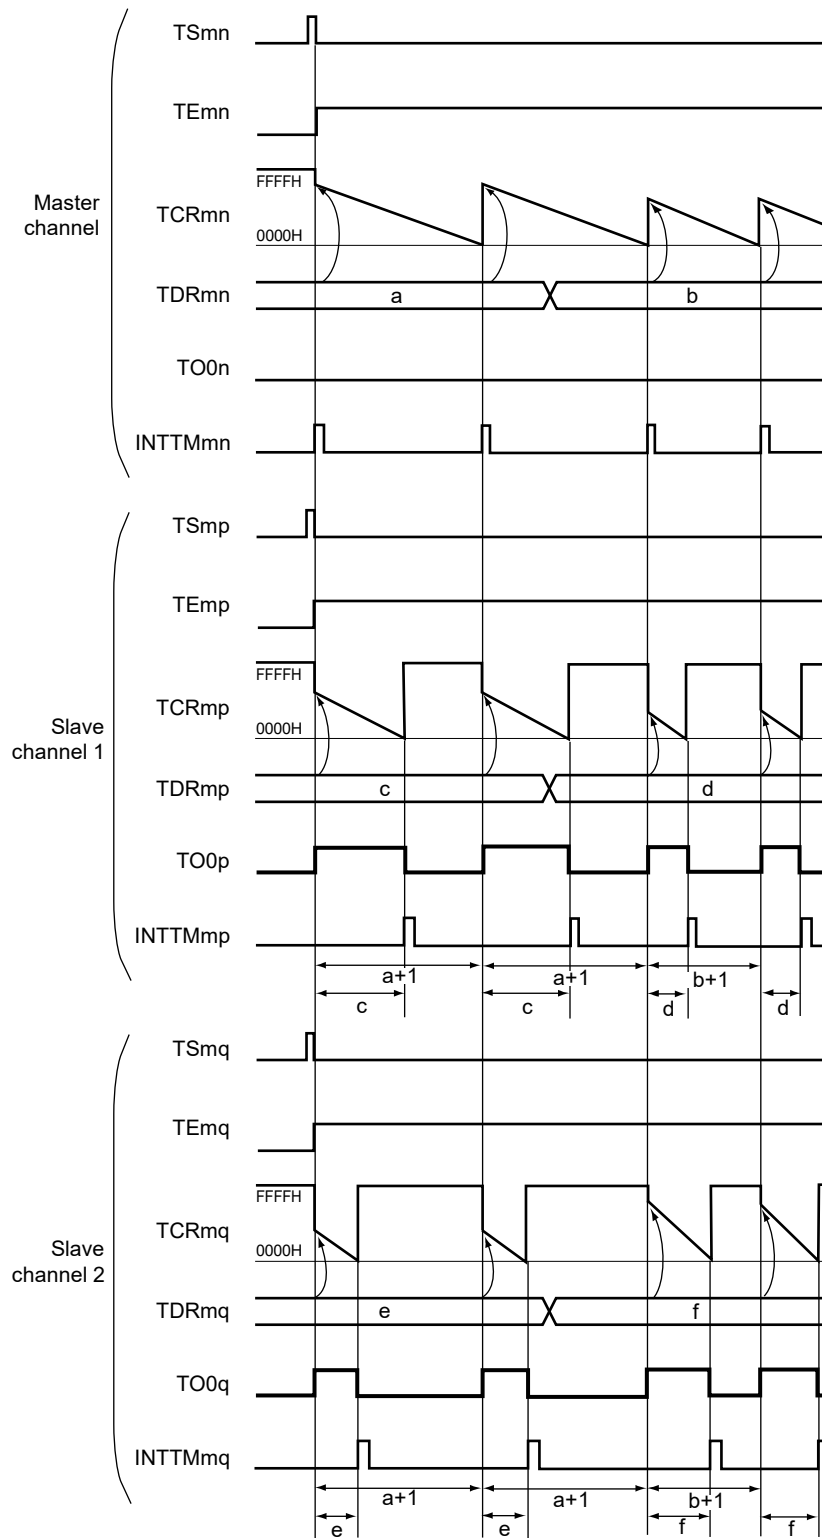 TSmn
TEmn
FFFFH
Master
channel
TCRmn
0000H
TDRmn
a
b
TO0n
INTTMmn
TSmp
TEmp
FFFFH
TCRmp
Slave
channel 1
0000H
TDRmp
c
d
TO0p
INTTMmp
a+1
a+1
b+1
c
c
d
d
TSmq
TEmq
FFFFH
TCRmq
Slave
channel 2
0000H
TDRmq
e
f
TO0q
INTTMmq
a+1
a+1
b+1
e
e
f
f